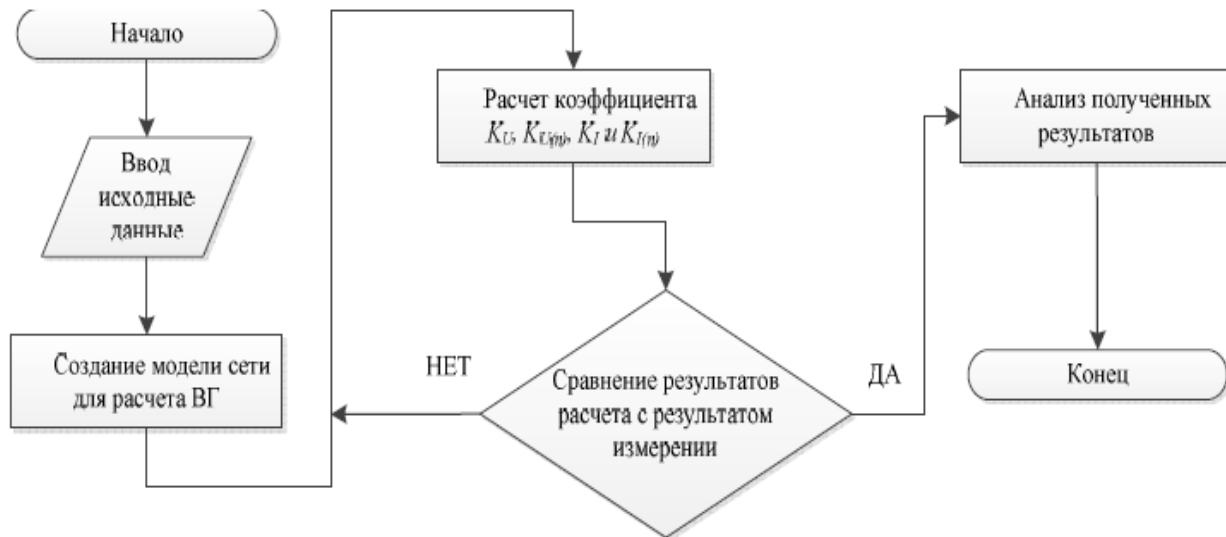 Начало
Ввод
исходные
данные
Создание модели сети
для расчета ВГ
Расчет коэффициента
K_U, K_U(n), K_I и K_I(n)
НЕТ
Сравнение результатов
расчета с результатом
измерении
ДА
Анализ полученных
результатов
Конец